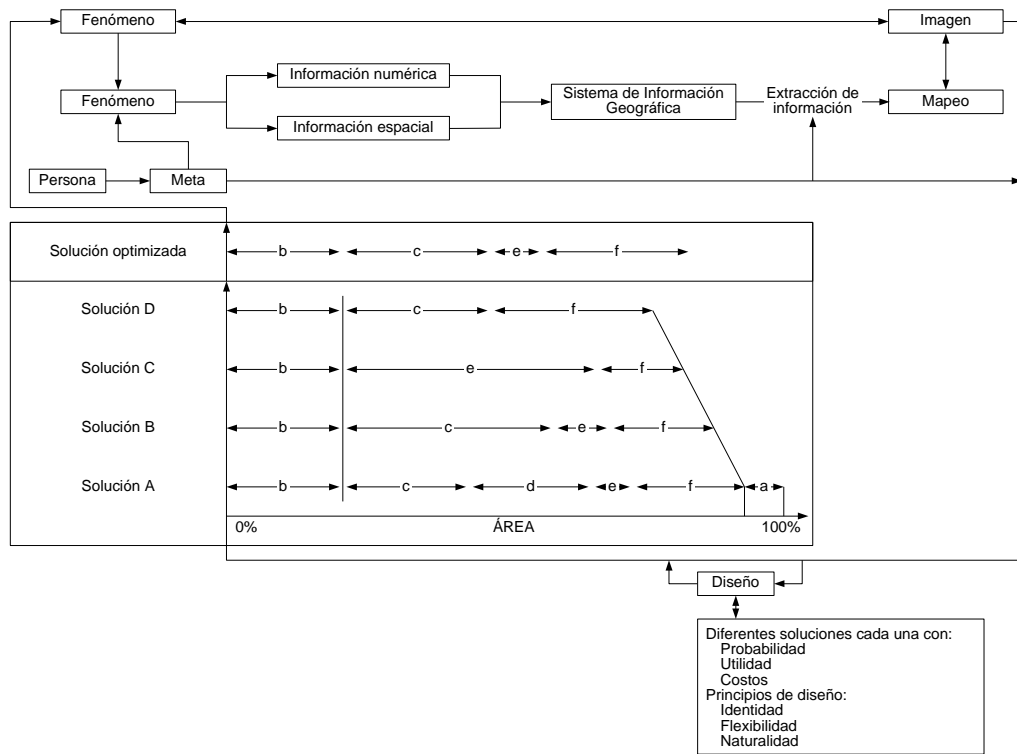 Fenómeno
Imagen
Información numérica
Fenómeno
Sistema de Información
Geográfica
Extracción de
información
Mapeo
Información espacial
Persona
Meta
Solución optimizada
b
c
e
f
Solución D
b
c
f
Solución C
b
e
f
Solución B
b
c
e
f
Solución A
b
c
d
e
f
a
0%
ÁREA
100%
Diseño
Diferentes soluciones cada una con:
Probabilidad
Utilidad
Costos
Principios de diseño:
Identidad
Flexibilidad
Naturalidad